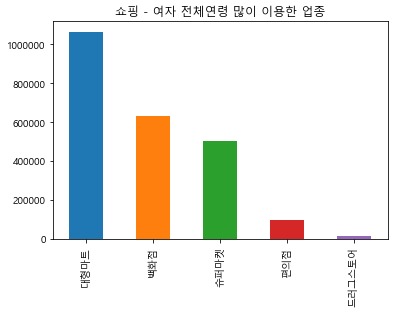 쇼핑 - 여자 전체연령 많이 이용한 업종
1000000
800000
600000
400000
200000
0
대형마트
백화점
슈퍼마켓
편의점
드러그스토어